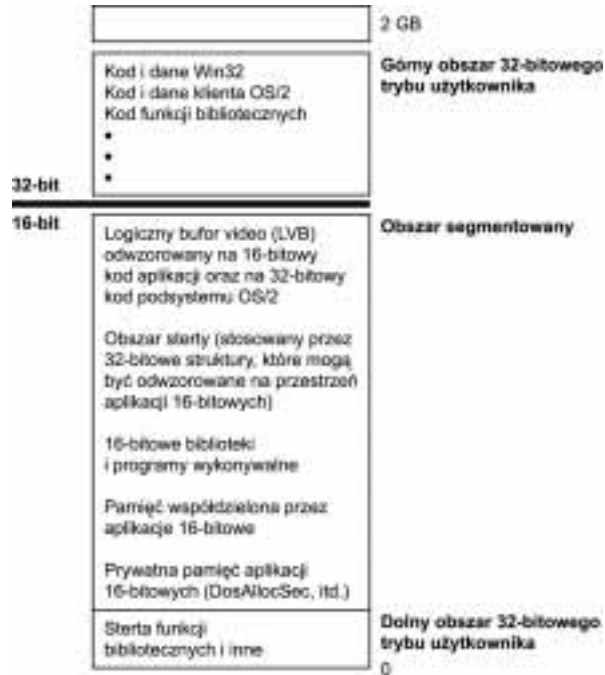 2 GB
Kod i dane Win32
Kod i dane klienta OS/2
Kod funkcji bibliotecznych
•
•
•
Górny obszar 32-bitowego
trybu użytkownika
32-bit
16-bit
Logiczny bufor video (LVB)
odwzorowany na 16-bitowy
kod aplikacji oraz na 32-bitowy
kod podsystemu OS/2
Obszar segmentowany
Obszar sterty (stosowany przez
32-bitowe struktury, które mogą
być odwzorowane na przestrzeń
aplikacji 16-bitowych)
16-bitowe biblioteki
i programy wykonywalne
Pamięć współdzielona przez
aplikacje 16-bitowe
Prywatna pamięć aplikacji
16-bitowych (DosAllocSec, itd.)
Sterta funkcji
bibliotecznych i inne
Dolny obszar 32-bitowego
trybu użytkownika
0